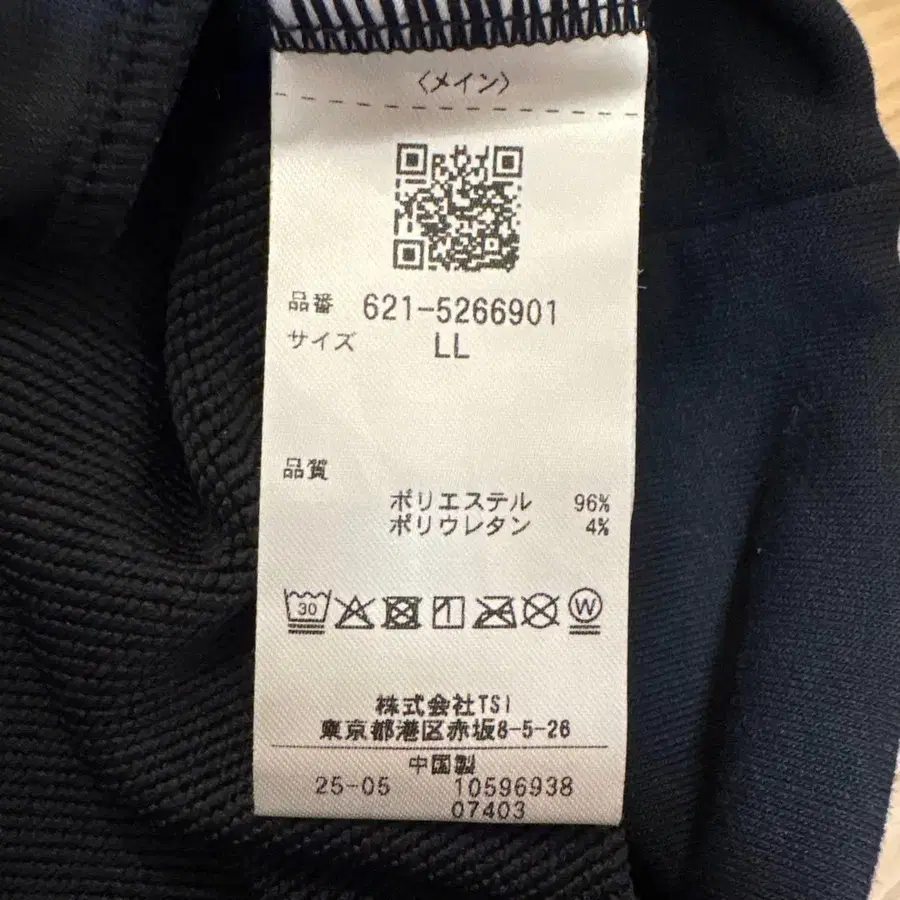 〈メイン〉
品番 621-5266901
サイズ LL
品質
ポリエステル 96%
ポリウレタン 4%
30 W
株式会社TSI
東京都港区赤坂8-5-26
中国製
25-05 10596938
07403